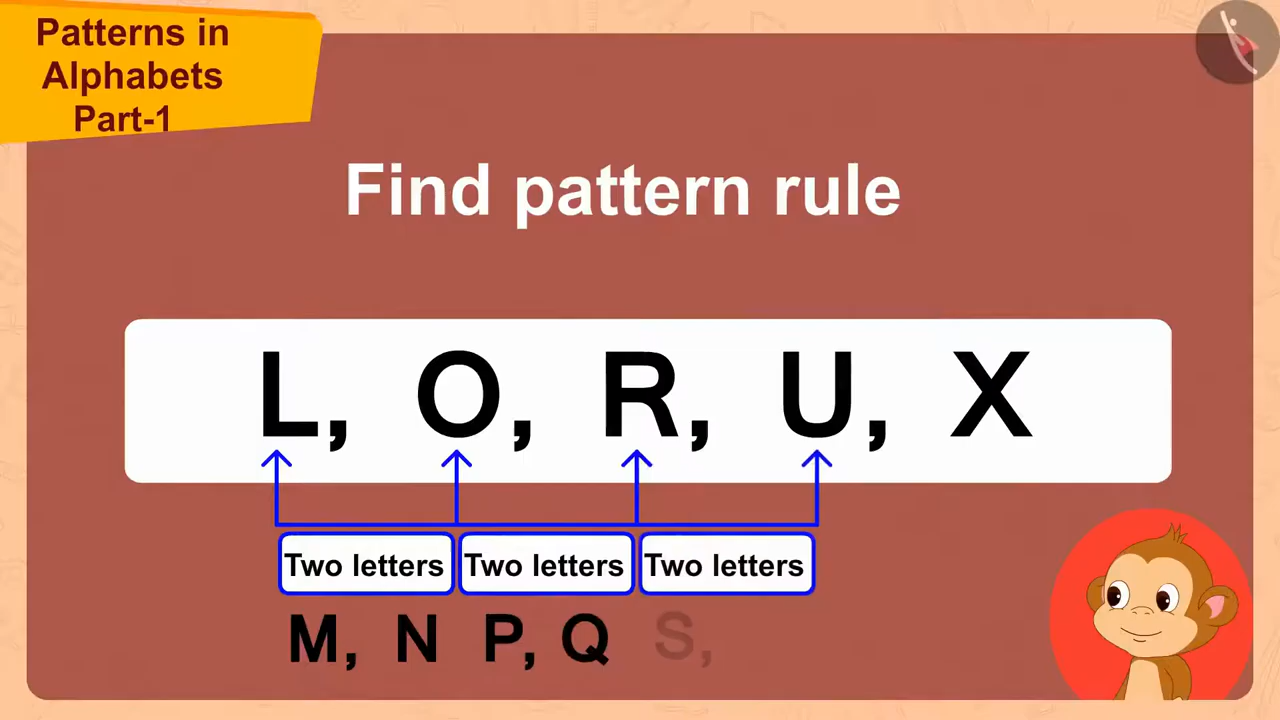 Patterns in
Alphabets
Part-1
Find pattern rule
L, O, R, U, X
Two letters Two letters Two letters
M, N P, Q S,